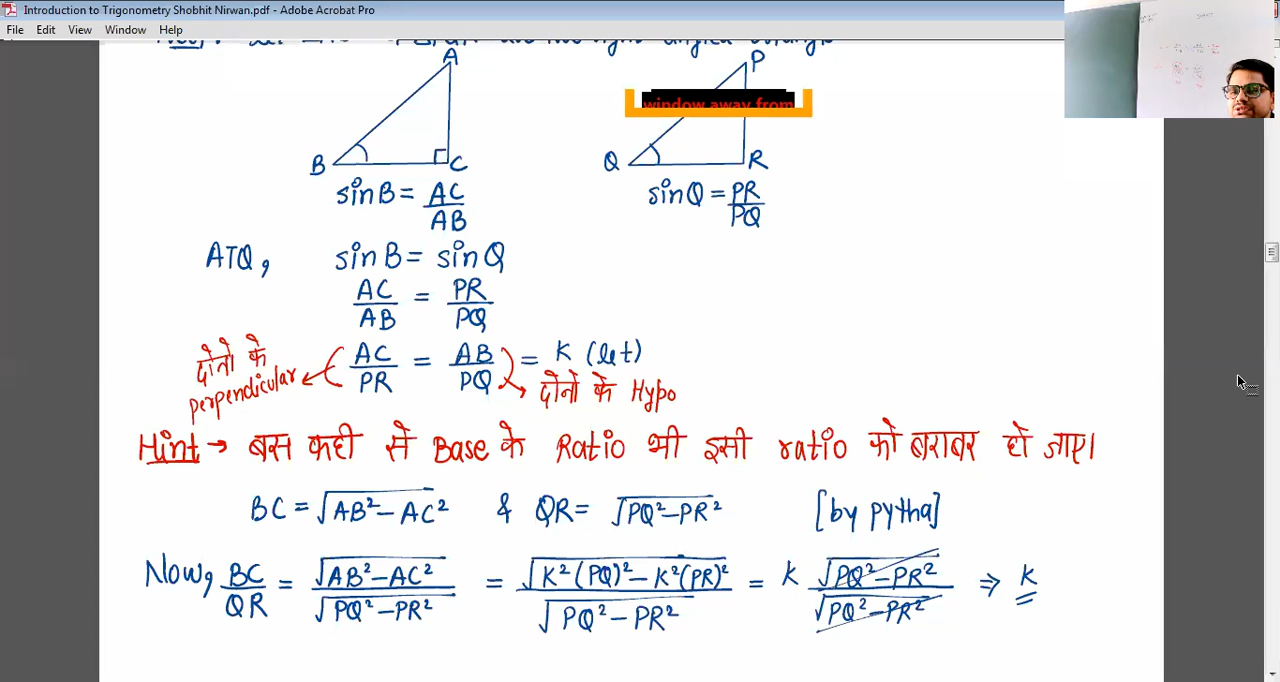 Introduction to Trigonometry Shobhit Nirwan.pdf - Adobe Acrobat Pro
File Edit View Window Help
A P
window away from
B C Q R
sinB = AC/AB sinQ = PR/PQ
ATQ, sinB = sinQ
AC/AB = PR/PQ
दोनो के perpendicular ← (AC/PR = AB/PQ) = K (let)
→ दोनो के Hypo
Hint → बस कही से Base के Ratio भी इसी ratio को बराबर हो जाए।
BC = √AB²-AC² & QR = √PQ²-PR² [by pytha]
Now, BC/QR = √AB²-AC²/√PQ²-PR² = √K²(PQ)²-K²(PR)²/√PQ²-PR² = K √PQ²-PR²/√PQ²-PR² ⇒ K